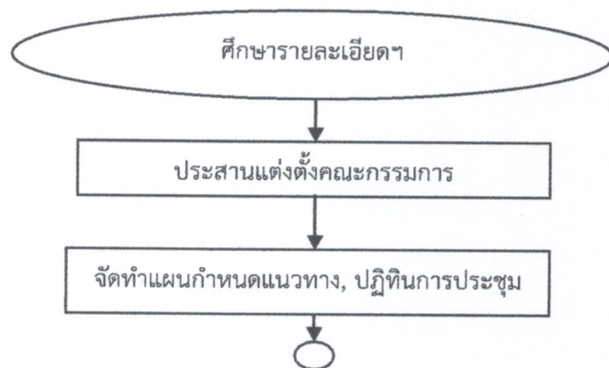 ศึกษารายละเอียดฯ
ประสานแต่งตั้งคณะกรรมการ
จัดทำแผนกำหนดแนวทาง, ปฏิทินการประชุม